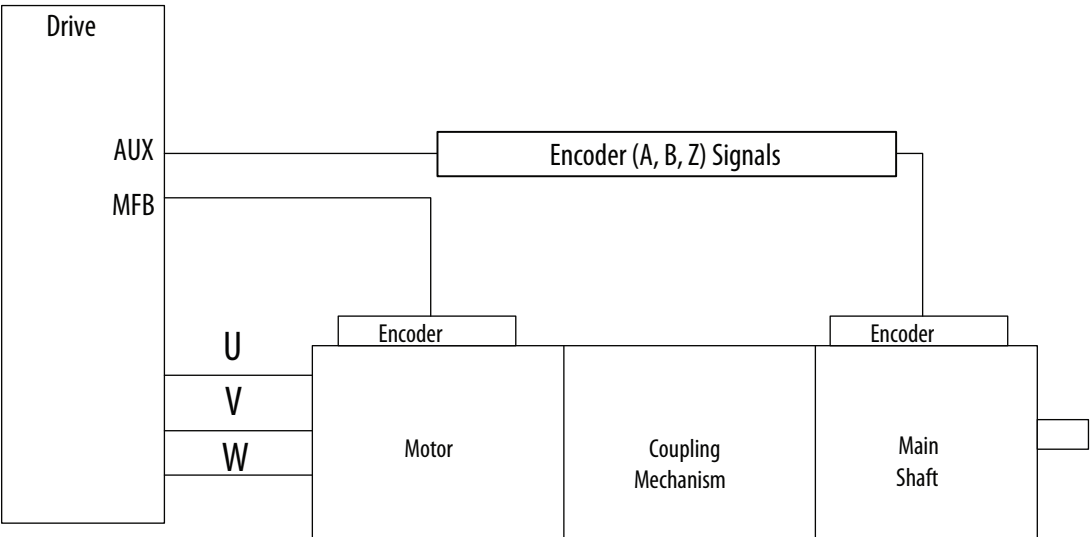 Drive
AUX
Encoder (A, B, Z) Signals
MFB
Encoder
Encoder
U
V
W
Motor
Coupling
Mechanism
Main
Shaft